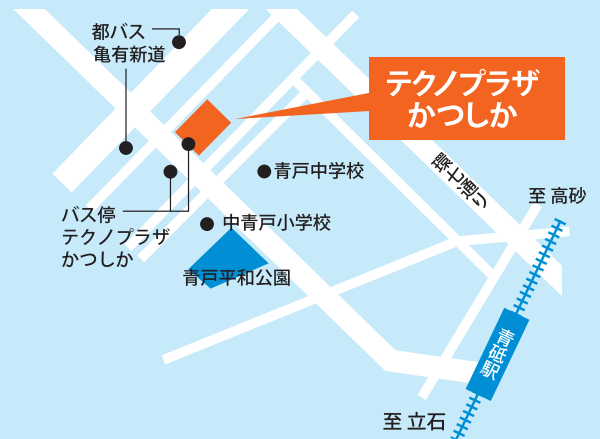 都バス
亀有新道
テクノプラザ
かつしか
環七通り
青戸中学校
至 高砂
バス停
テクノプラザ
かつしか
中青戸小学校
青戸平和公園
青砥駅
至 立石